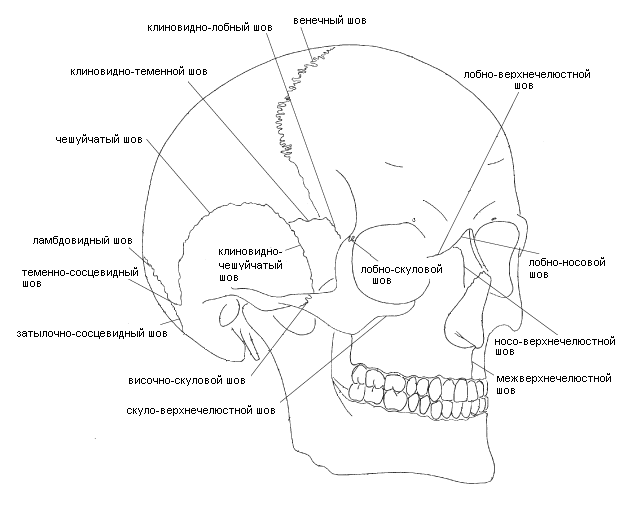 венечный шов
клиновидно-лобный шов
клиновидно-теменной шов
лобно-верхнечелюстной
шов
чешуйчатый шов
ламбдовидный шов
клиновидно-
чешуйчатый
шов
лобно-скуловой
шов
лобно-носовой
шов
теменно-сосцевидный
шов
затылочно-сосцевидный шов
носо-верхнечелюстной
шов
височно-скуловой шов
межверхнечелюстной
шов
скуло-верхнечелюстной шов